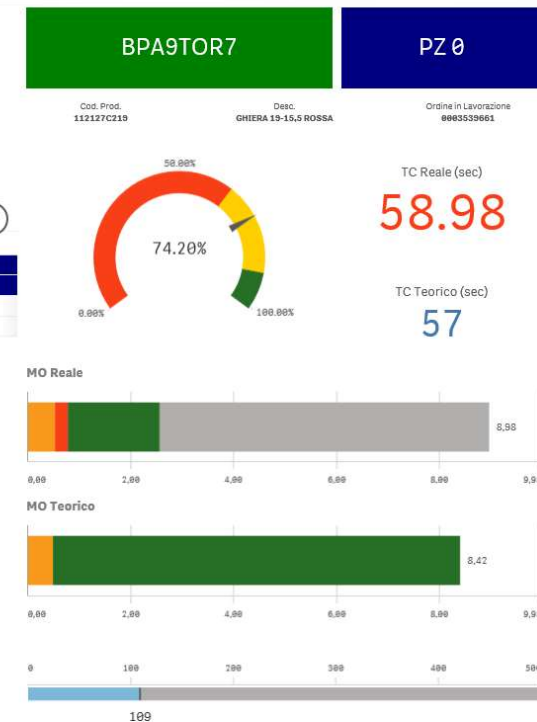 BPA9TOR7 PZ 0
Cod. Prod. Desc. Ordine in Lavorazione
112127C219 GHIERA 19-15,5 ROSSA 0003539661
50.00%
TC Reale (sec)
58.98
74.20%
0.00% 100.00%
TC Teorico (sec)
57
MO Reale
8,98
0,00 2,00 4,00 6,00 8,00
MO Teorico
8,42
0,00 2,00 4,00 6,00 8,00
0 100 200 300 400
109